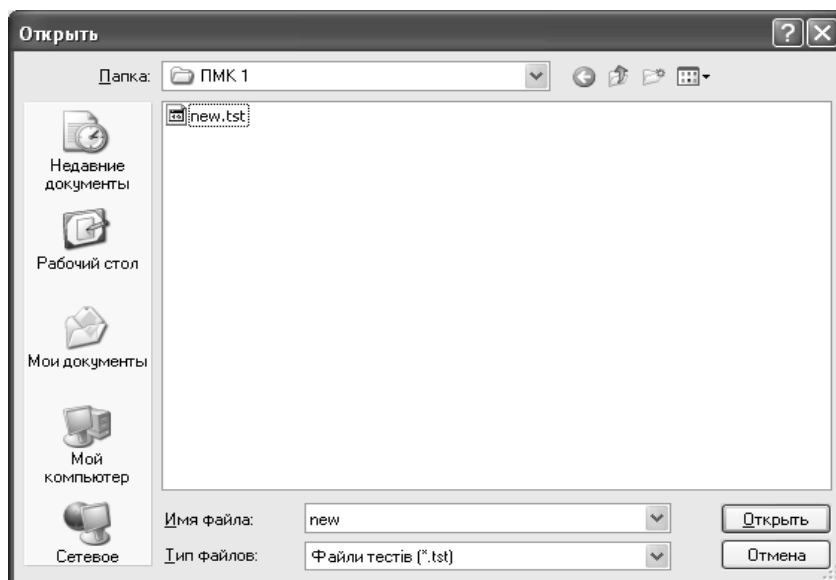 Открыть
Папка: ПМК 1
new.tst
Недавние
документы
Рабочий стол
Мои документы
Мой
компьютер
Сетевое
Имя файла: new Открыть
Тип файлов: Файли тестів (*.tst) Отмена